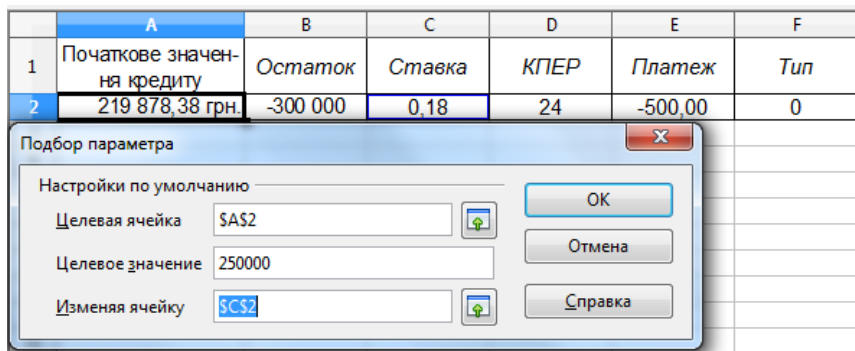 A B C D E F
1 Початкове значен- Остаток Ставка КПЕР Платеж Тип
ня кредиту
2 219 878,38 грн. -300 000 0,18 24 -500,00 0
Подбор параметра
Настройки по умолчанию
Целевая ячейка $A$2
Целевое значение 250000
Изменяя ячейку $C$2
OK
Отмена
Справка